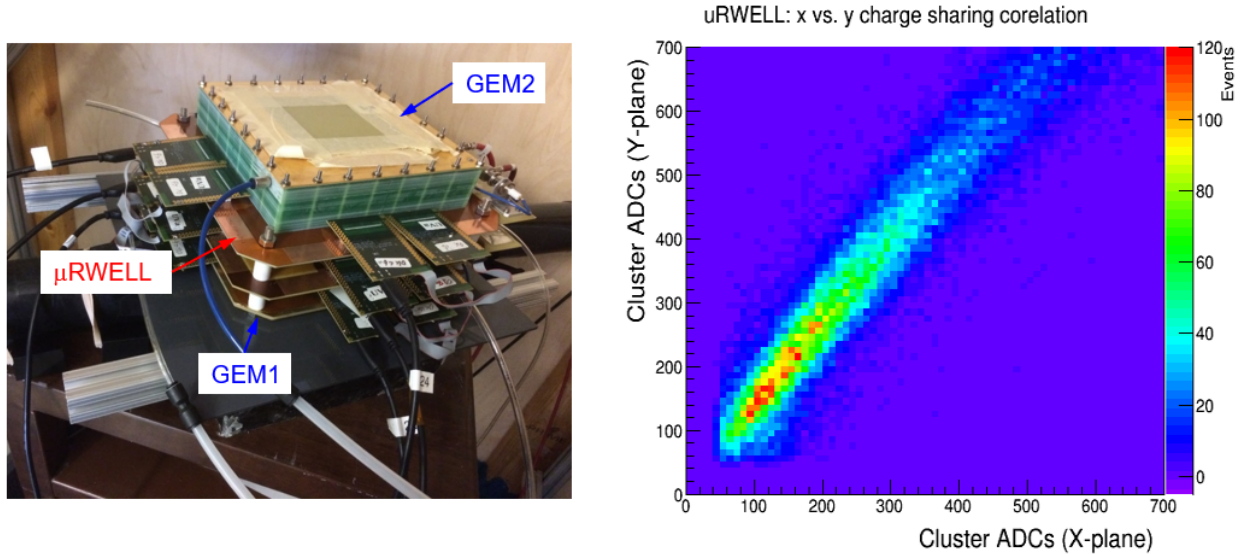 GEM2
μRWELL
GEM1
24
uRWELL: x vs. y charge sharing corelation
Cluster ADCs (Y-plane)
700
600
500
400
300
200
100
0
0 100 200 300 400 500 600 700
Cluster ADCs (X-plane)
120
100
80
60
40
20
0
Events